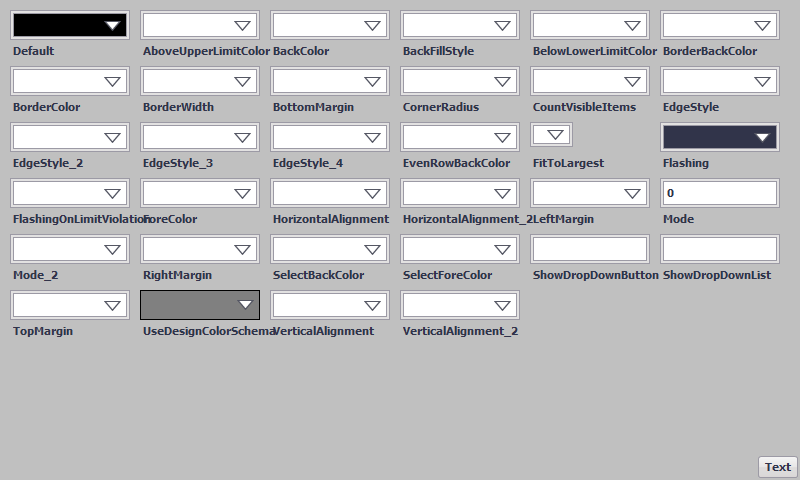 Default AboveUpperLimitColor BackColor BackFillStyle BelowLowerLimitColor BorderBackColor
BorderColor BorderWidth BottomMargin CornerRadius CountVisibleItems EdgeStyle
EdgeStyle_2 EdgeStyle_3 EdgeStyle_4 EvenRowBackColor FitToLargest Flashing
0
FlashingOnLimitViolation ForeColor HorizontalAlignment HorizontalAlignment_2 LeftMargin Mode
Mode_2 RightMargin SelectBackColor SelectForeColor ShowDropDownButton ShowDropDownList
TopMargin UseDesignColorSchema VerticalAlignment VerticalAlignment_2
Text